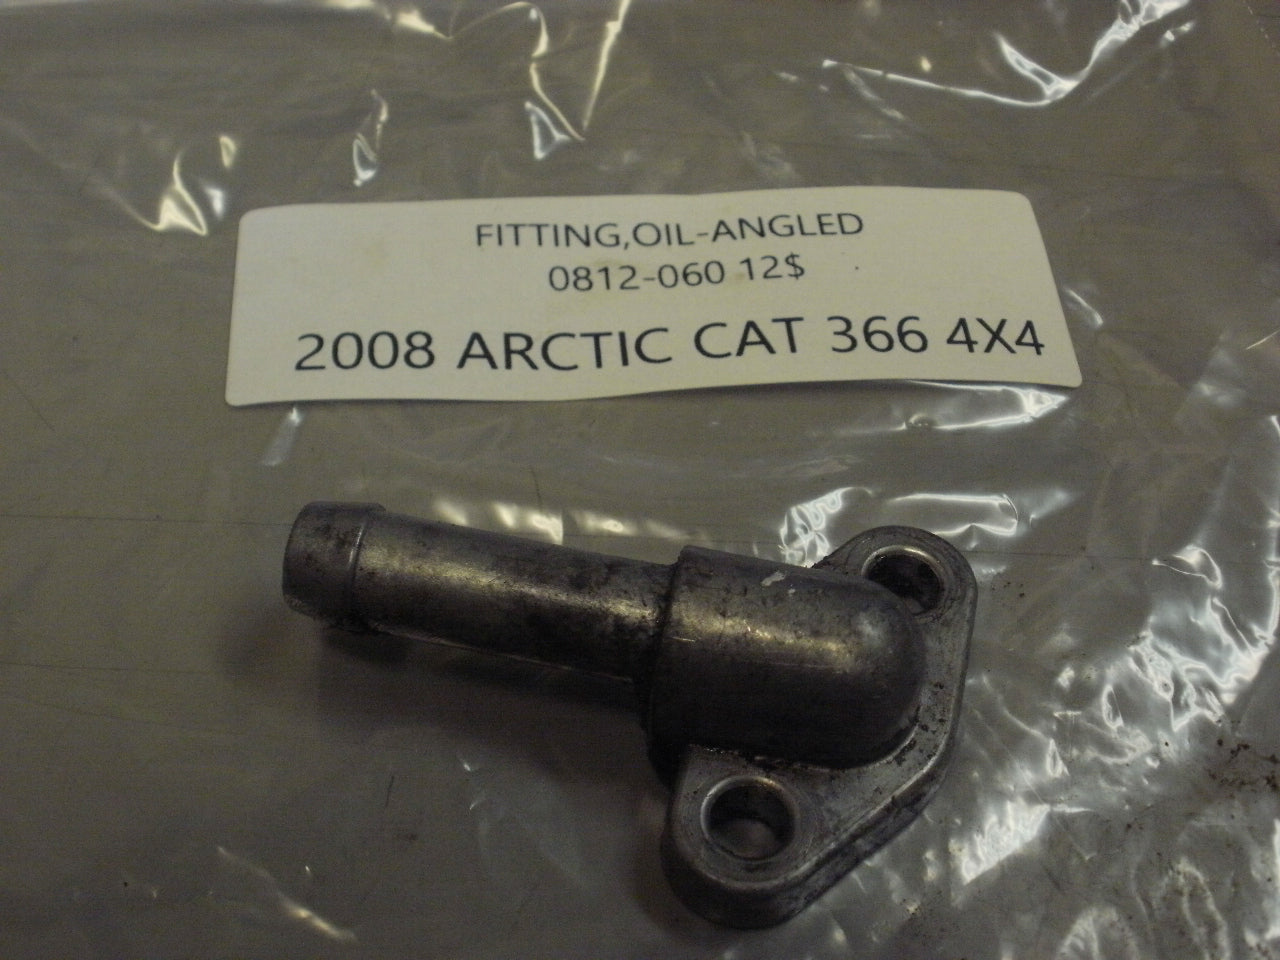 FITTING,OIL-ANGLED
0812-060 12$
2008 ARCTIC CAT 366 4X4